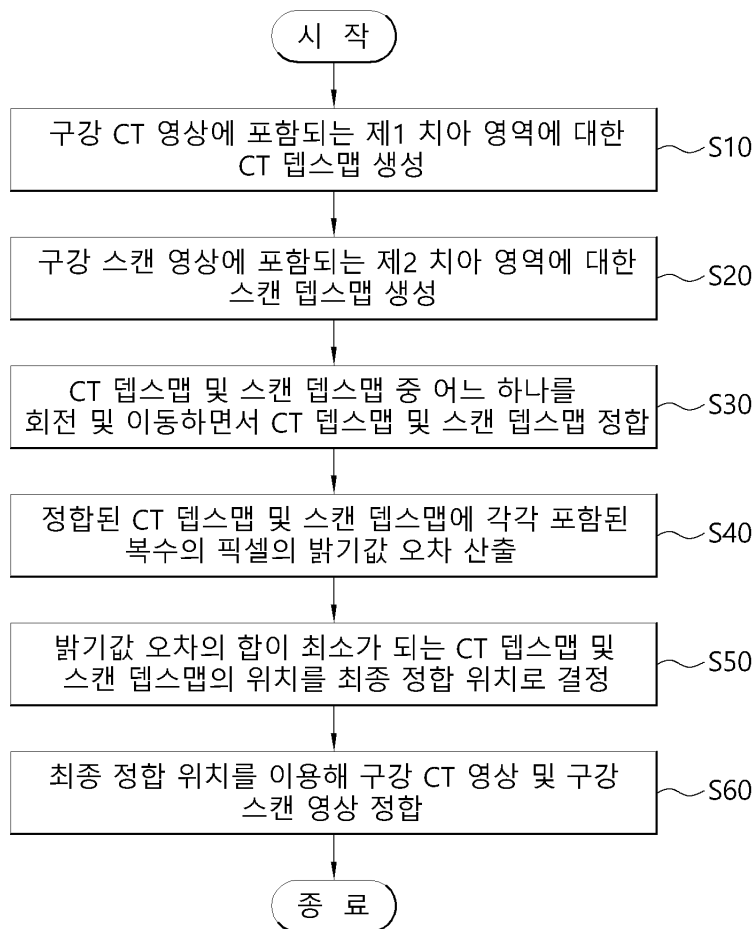 시 작
구강 CT 영상에 포함되는 제1 치아 영역에 대한
CT 뎁스맵 생성
S10
구강 스캔 영상에 포함되는 제2 치아 영역에 대한
스캔 뎁스맵 생성
S20
CT 뎁스맵 및 스캔 뎁스맵 중 어느 하나를
회전 및 이동하면서 CT 뎁스맵 및 스캔 뎁스맵 정합
S30
정합된 CT 뎁스맵 및 스캔 뎁스맵에 각각 포함된
복수의 픽셀의 밝기값 오차 산출
S40
밝기값 오차의 합이 최소가 되는 CT 뎁스맵 및
스캔 뎁스맵의 위치를 최종 정합 위치로 결정
S50
최종 정합 위치를 이용해 구강 CT 영상 및 구강
스캔 영상 정합
S60
종 료